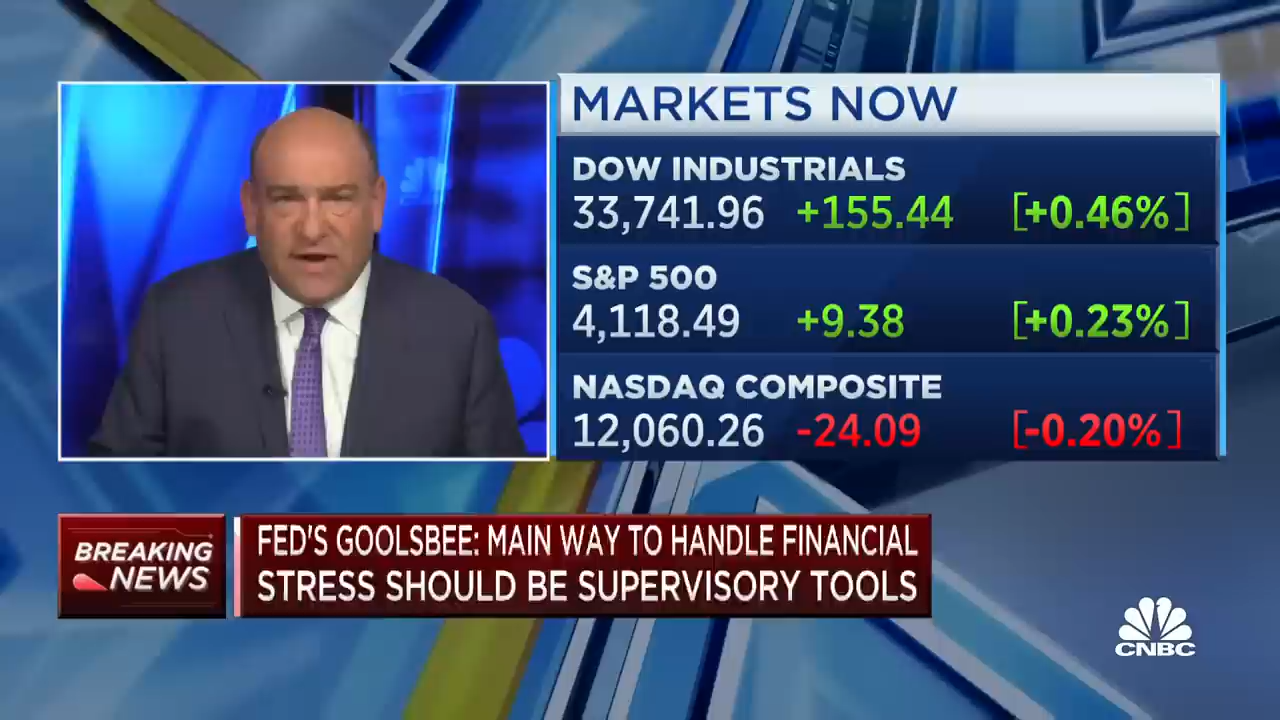 MARKETS NOW
DOW INDUSTRIALS
33,741.96 +155.44 [+0.46%]
S&P 500
4,118.49 +9.38 [+0.23%]
NASDAQ COMPOSITE
12,060.26 -24.09 [-0.20%]
BREAKING
NEWS
FED'S GOOLSBEE: MAIN WAY TO HANDLE FINANCIAL
STRESS SHOULD BE SUPERVISORY TOOLS
CNBC